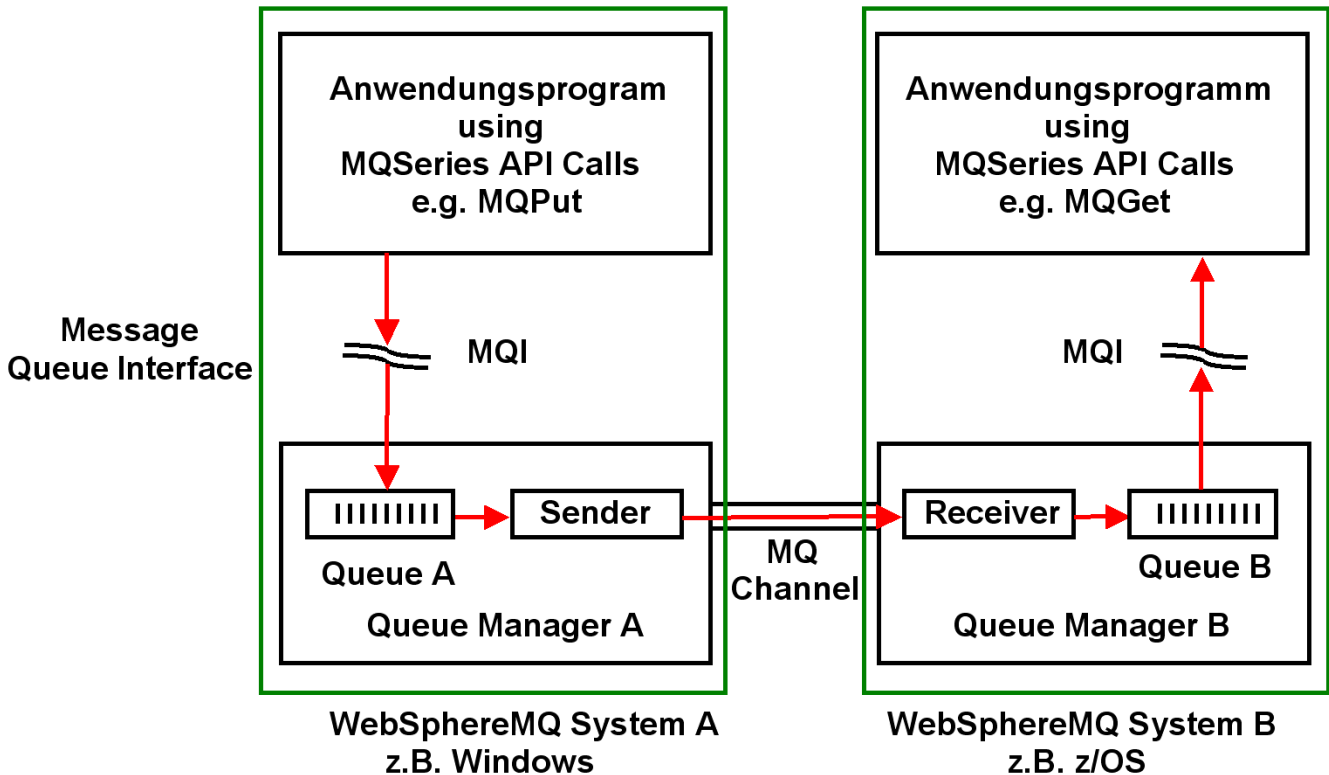 Anwendungsprogram
using
MQSeries API Calls
e.g. MQPut
Anwendungsprogramm
using
MQSeries API Calls
e.g. MQGet
Message
Queue Interface
MQI
MQI
Sender
Receiver
Queue A
MQ
Channel
Queue B
Queue Manager A
Queue Manager B
WebSphereMQ System A
z.B. Windows
WebSphereMQ System B
z.B. z/OS